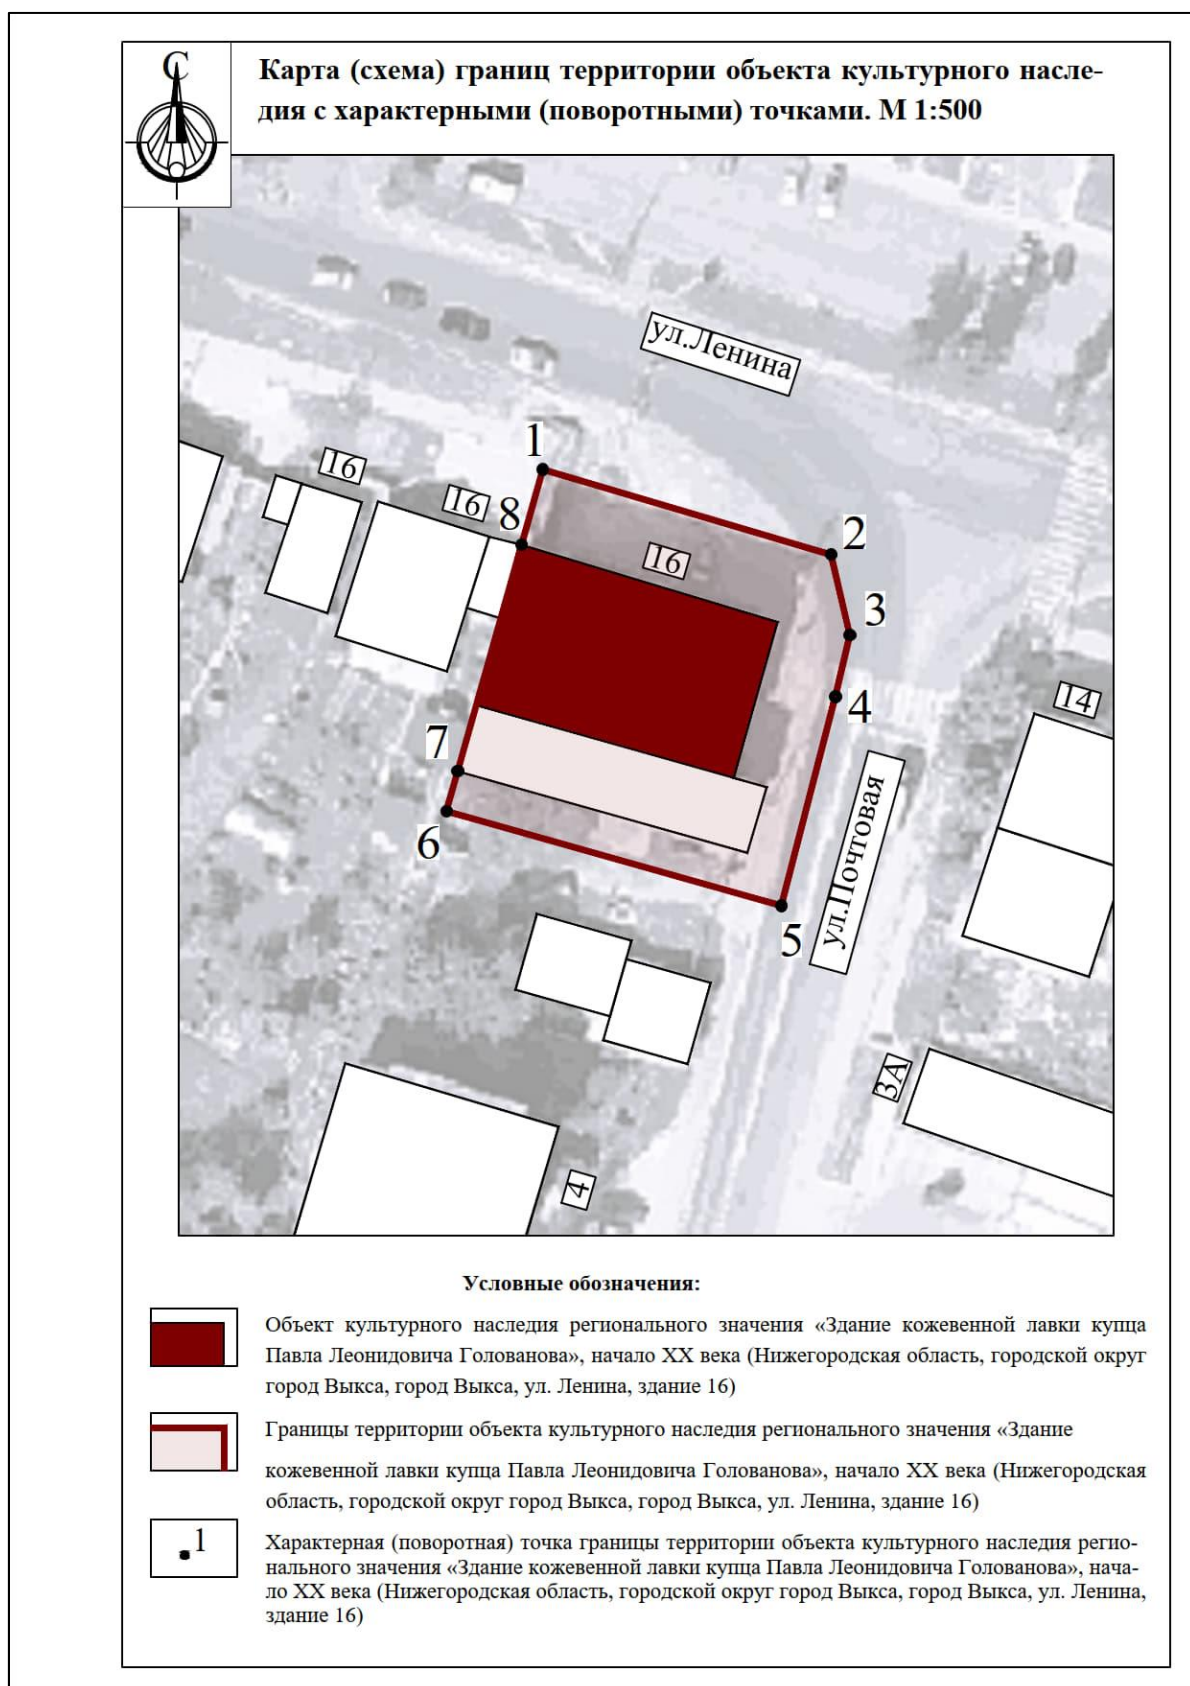 С
Карта (схема) границ территории объекта культурного насле-
дия с характерными (поворотными) точками. М 1:500
ул.Ленина
1
16
16
8
2
16
3
14
4
7
ул.Почтовая
6
5
3А
4
Условные обозначения:
Объект культурного наследия регионального значения «Здание кожевенной лавки купца
Павла Леонидовича Голованова», начало XX века (Нижегородская область, городской округ
город Выкса, город Выкса, ул. Ленина, здание 16)
Границы территории объекта культурного наследия регионального значения «Здание
кожевенной лавки купца Павла Леонидовича Голованова», начало XX века (Нижегородская
область, городской округ город Выкса, город Выкса, ул. Ленина, здание 16)
1
Характерная (поворотная) точка границы территории объекта культурного наследия регио-
нального значения «Здание кожевенной лавки купца Павла Леонидовича Голованова», нача-
ло XX века (Нижегородская область, городской округ город Выкса, город Выкса, ул. Ленина,
здание 16)